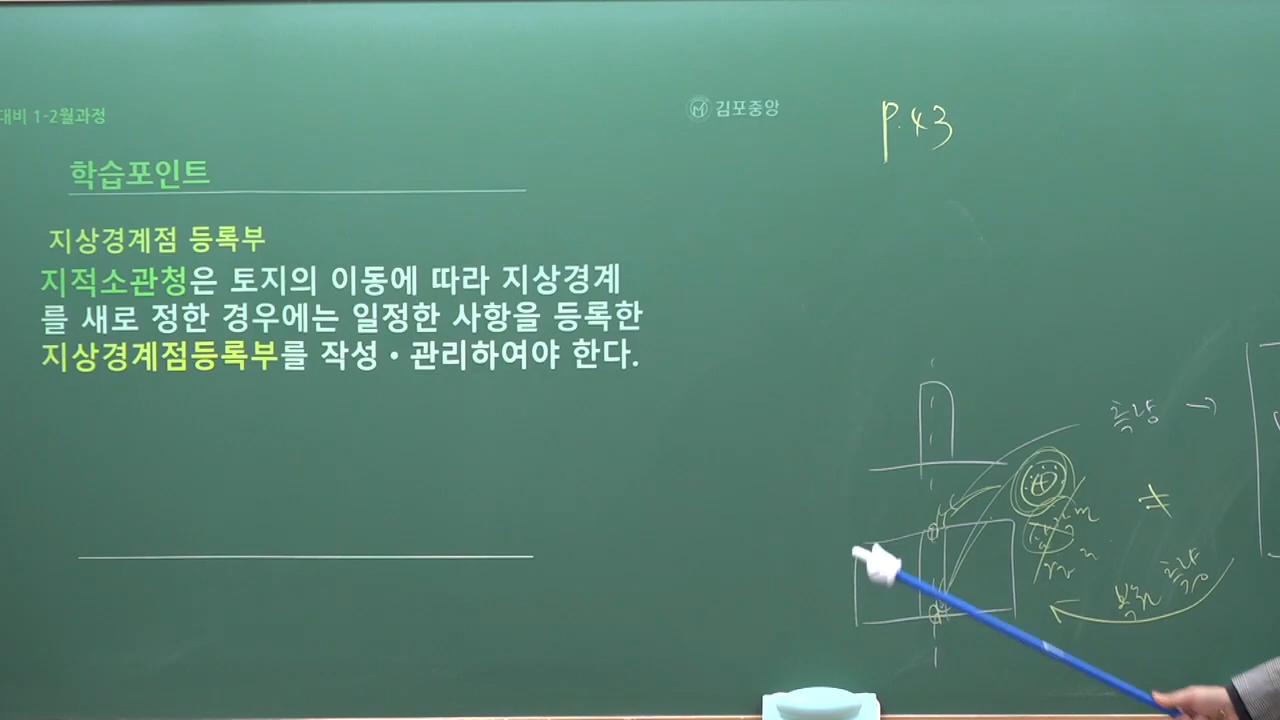 대비 1-2월과정
김포중앙
p.43
학습포인트
지상경계점 등록부
지적소관청은 토지의 이동에 따라 지상경계
를 새로 정한 경우에는 일정한 사항을 등록한
지상경계점등록부를 작성·관리하여야 한다.
측량 →
≠
복원 측량